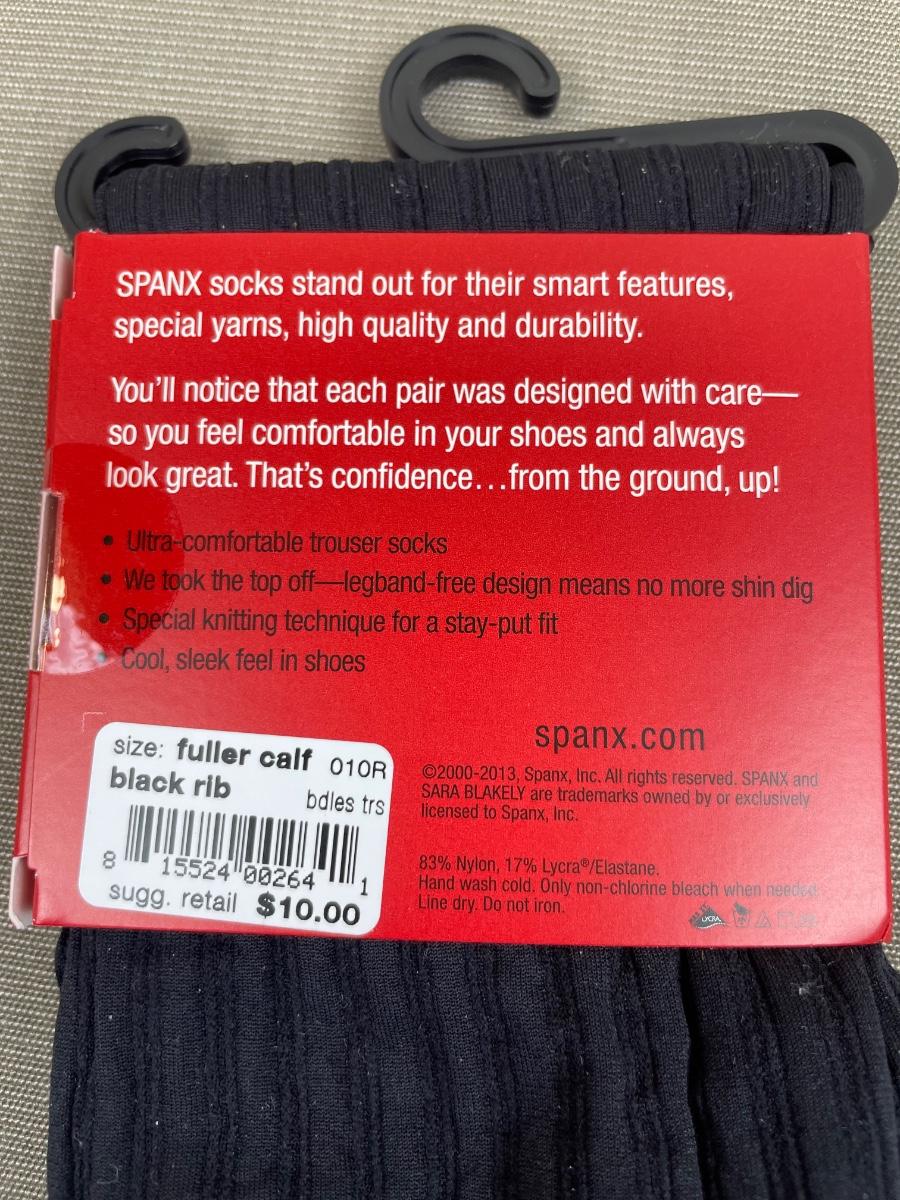 SPANX socks stand out for their smart features,
special yarns, high quality and durability.
You'll notice that each pair was designed with care—
so you feel comfortable in your shoes and always
look great. That's confidence...from the ground, up!
• Ultra-comfortable trouser socks
• We took the top off—legband-free design means no more shin dig
• Special knitting technique for a stay-put fit
• Cool, sleek feel in shoes
size: fuller calf 010R
black rib
bdles trs
8 15524 00264 1
sugg. retail $10.00
spanx.com
©2000-2013, Spanx, Inc. All rights reserved. SPANX and
SARA BLAKELY are trademarks owned by or exclusively
licensed to Spanx, Inc.
83% Nylon, 17% Lycra®/Elastane.
Hand wash cold. Only non-chlorine bleach when needed.
Line dry. Do not iron.
LYCRA